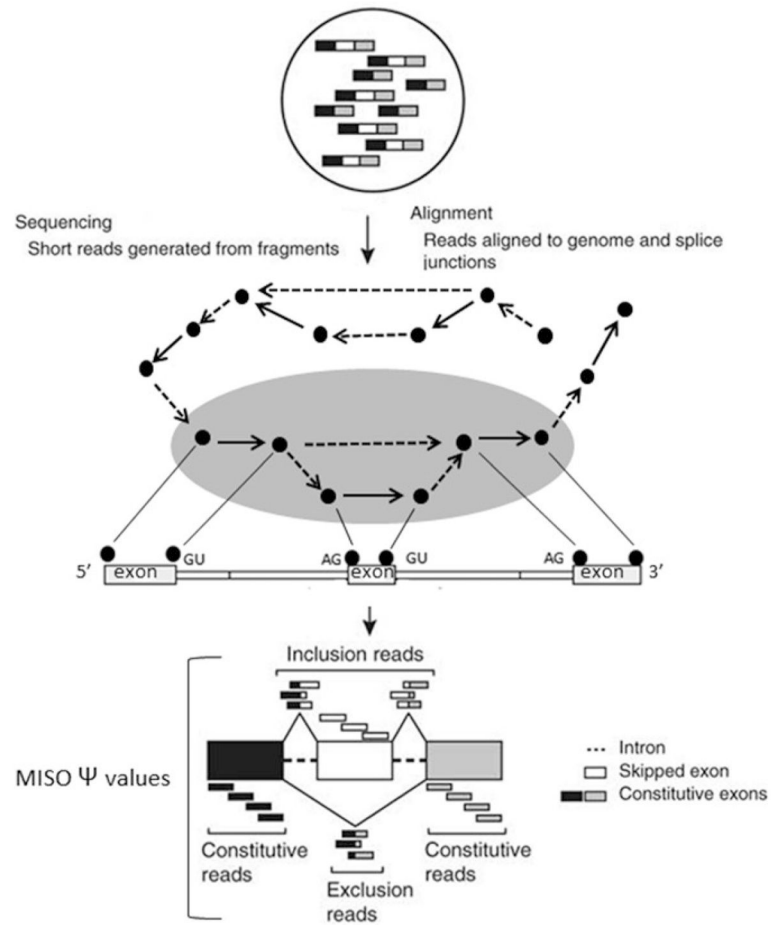 Sequencing
Short reads generated from fragments
Alignment
Reads aligned to genome and splice
junctions
5′ exon GU AG exon GU AG exon 3′
Inclusion reads
MISO Ψ values
Intron
Skipped exon
Constitutive exons
Constitutive
reads
Exclusion
reads
Constitutive
reads